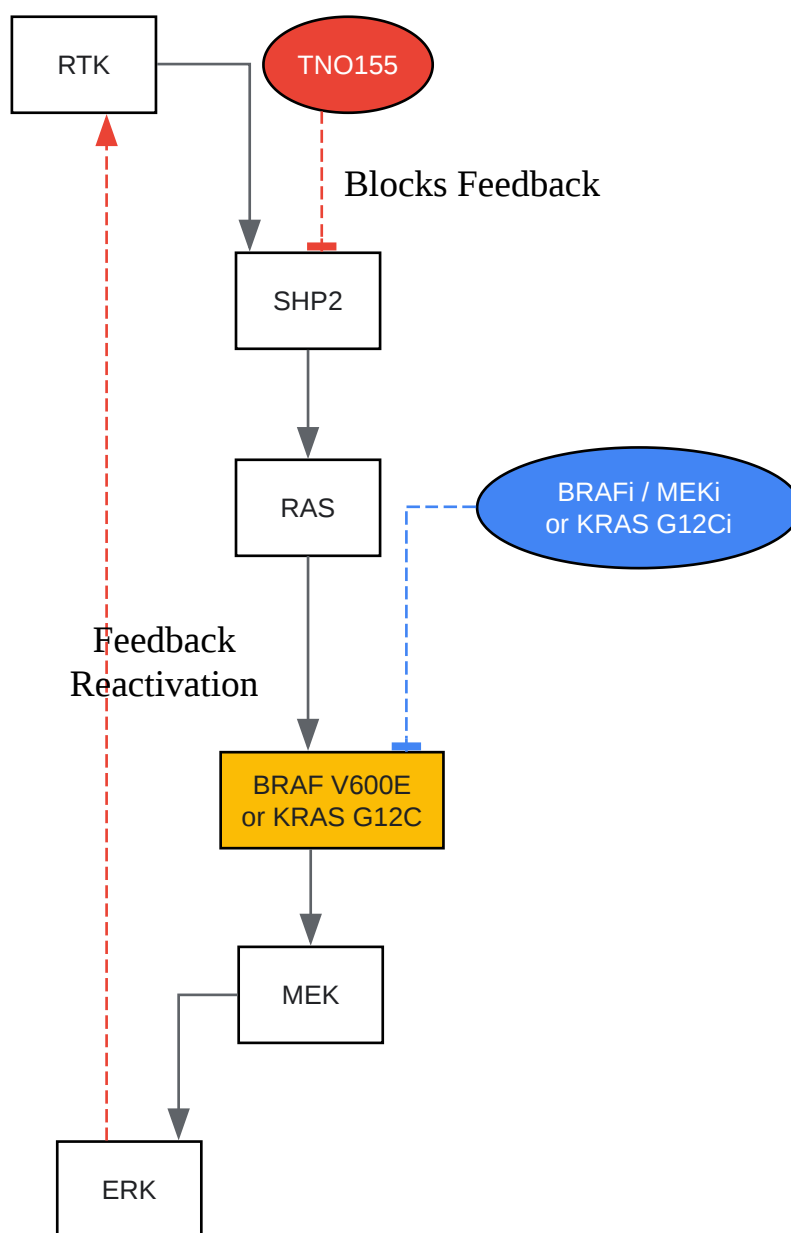 RTK
TNO155
Blocks Feedback
SHP2
RAS
BRAFi / MEKi
or KRAS G12Ci
Feedback
Reactivation
BRAF V600E
or KRAS G12C
MEK
ERK